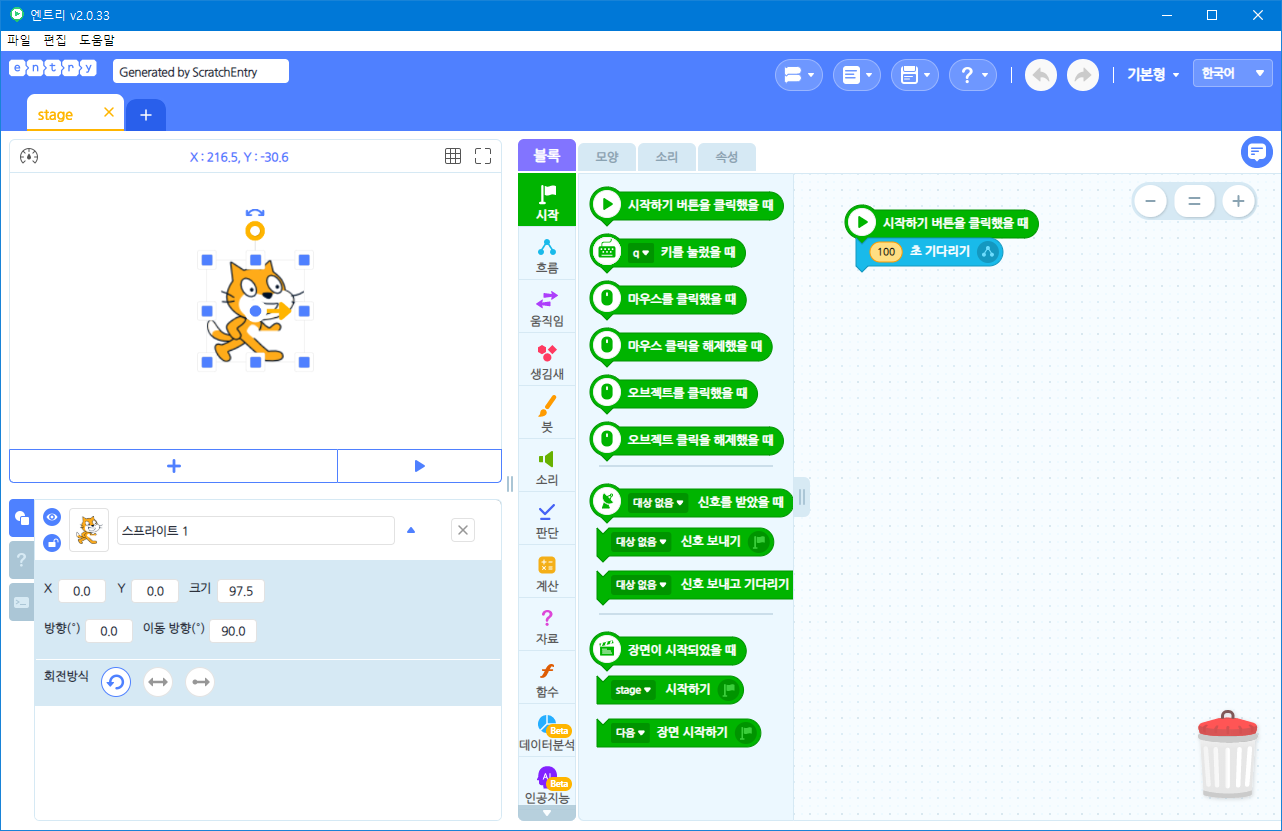 엔트리 v2.0.33
파일 편집 도움말
entry
Generated by ScratchEntry
기본형
한국어
stage
X : 216.5, Y : -30.6
스프라이트 1
X 0.0 Y 0.0 크기 97.5
방향(°) 0.0 이동 방향(°) 90.0
회전방식
블록 모양 소리 속성
시작
흐름
움직임
생김새
붓
소리
판단
계산
자료
함수
Beta
데이터분석
AI
Beta
인공지능
시작하기 버튼을 클릭했을 때
q 키를 눌렀을 때
마우스를 클릭했을 때
마우스 클릭을 해제했을 때
오브젝트를 클릭했을 때
오브젝트 클릭을 해제했을 때
대상 없음 신호를 받았을 때
대상 없음 신호 보내기
대상 없음 신호 보내고 기다리기
장면이 시작되었을 때
stage 시작하기
다음 장면 시작하기
시작하기 버튼을 클릭했을 때
100 초 기다리기